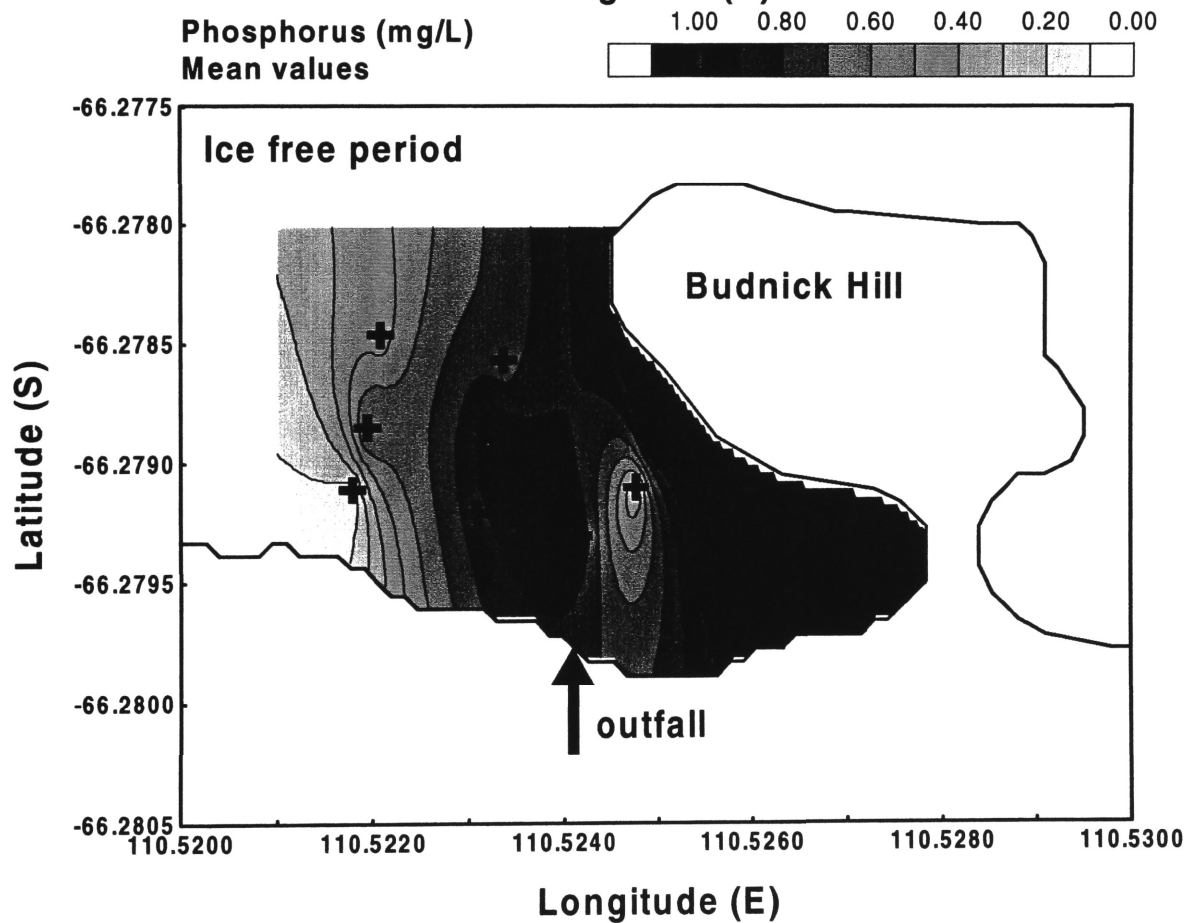 Phosphorus (mg/L)
Mean values
1.00 0.80 0.60 0.40 0.20 0.00
-66.2775
Ice free period
-66.2780
Budnick Hill
-66.2785
-66.2790
-66.2795
-66.2800
outfall
-66.2805
Latitude (S)
110.5200 110.5220 110.5240 110.5260 110.5280 110.5300
Longitude (E)